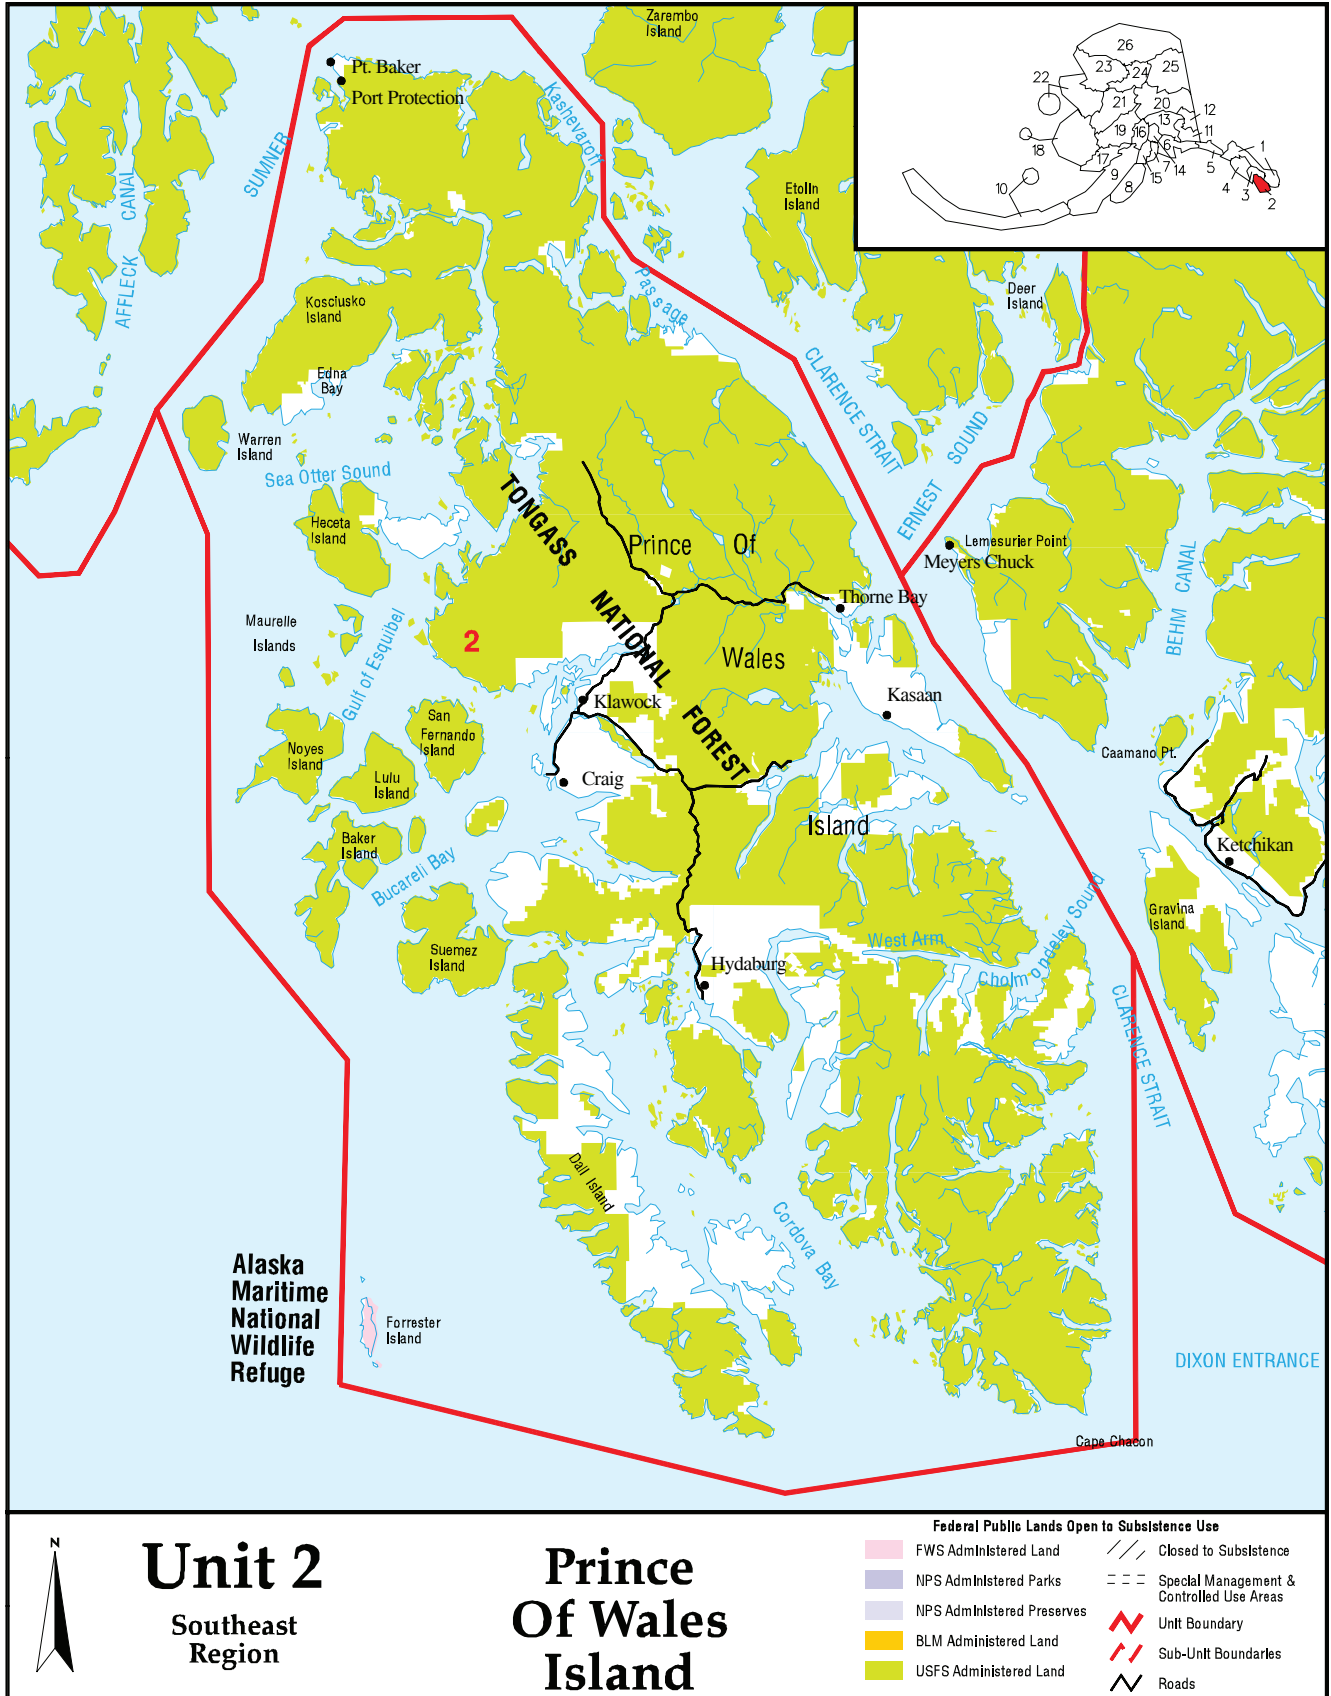 Zarembo
Island
Pt. Baker
Port Protection
Kashevaroff
SUMNER
AFFLECK CANAL
Etolin
Island
26
23
24
25
22
21
20
12
13
11
19
16
6
18
17
9
7
14
5
1
10
8
15
4
3
2
Deer
Island
Passage
Kosciusko
Island
Edna
Bay
CLARENCE STRAIT
Warren
Island
Sea Otter Sound
ERNEST SOUND
Heceta
Island
TONGASS
NATIONAL
FOREST
Prince Of
Wales
Island
Lemesurier Point
Meyers Chuck
Thorne Bay
BEHM CANAL
Maurelle
Islands
Gulf of Esquibel
2
Klawock
Kasaan
San
Fernando
Island
Noyes
Island
Lulu
Island
Caamano Pt.
Craig
Baker
Island
Bucareli Bay
Ketchikan
Gravina
Island
Suemez
Island
West Arm
Cholmondeley Sound
Hydaburg
CLARENCE STRAIT
Dall Island
Cordova Bay
Alaska
Maritime
National
Wildlife
Refuge
Forrester
Island
DIXON ENTRANCE
Cape Chacon
N
Unit 2
Southeast
Region
Prince
Of Wales
Island
Federal Public Lands Open to Subsistence Use
FWS Administered Land
NPS Administered Parks
NPS Administered Preserves
BLM Administered Land
USFS Administered Land
Closed to Subsistence
Special Management &
Controlled Use Areas
Unit Boundary
Sub-Unit Boundaries
Roads